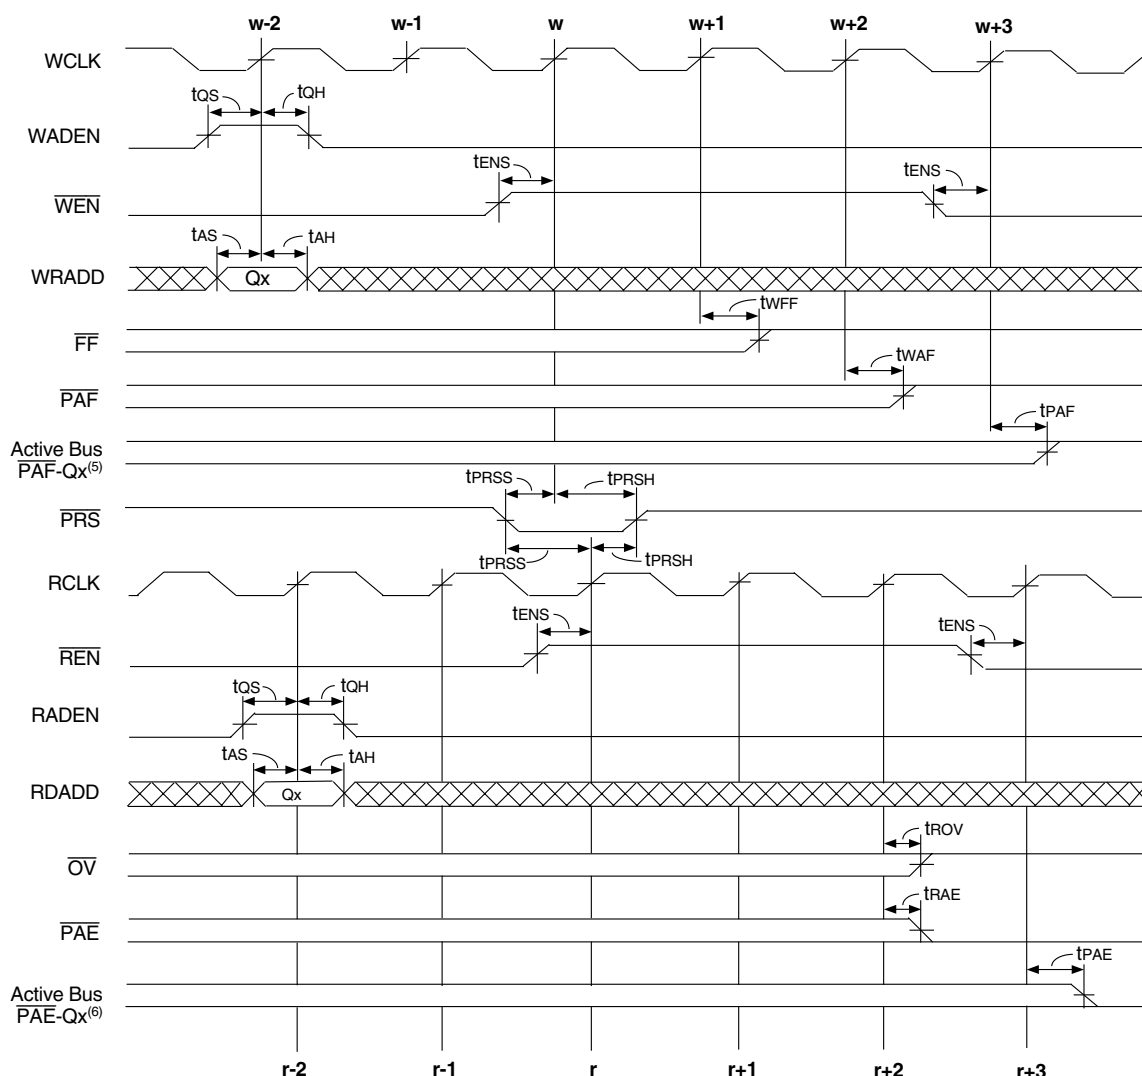 w-2 w-1 w w+1 w+2 w+3
WCLK
tQS tQH
WADEN
tENS tENS
WEN
tAS tAH
WRADD Qx
tWFF
FF
tWAF
PAF
tPAF
Active Bus
PAF-Qx(5)
tPRSS tPRSH
PRS
tPRSS tPRSH
RCLK
tENS tENS
REN
tQS tQH
RADEN
tAS tAH
RDADD Qx
tROV
OV
tRAE
PAE
tPAE
Active Bus
PAE-Qx(6)
r-2 r-1 r r+1 r+2 r+3